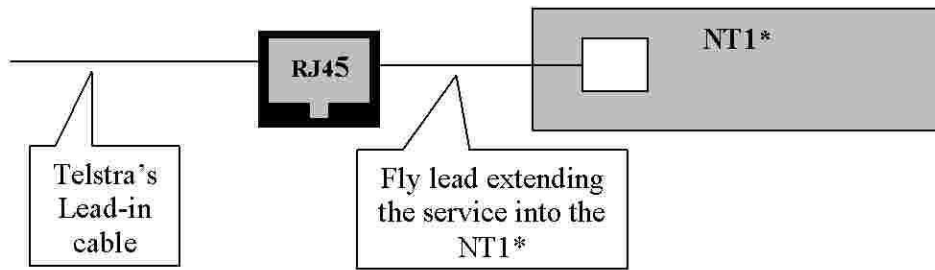 NT1*
RJ45
Telstra's
Lead-in
cable
Fly lead extending
the service into the
NT1*